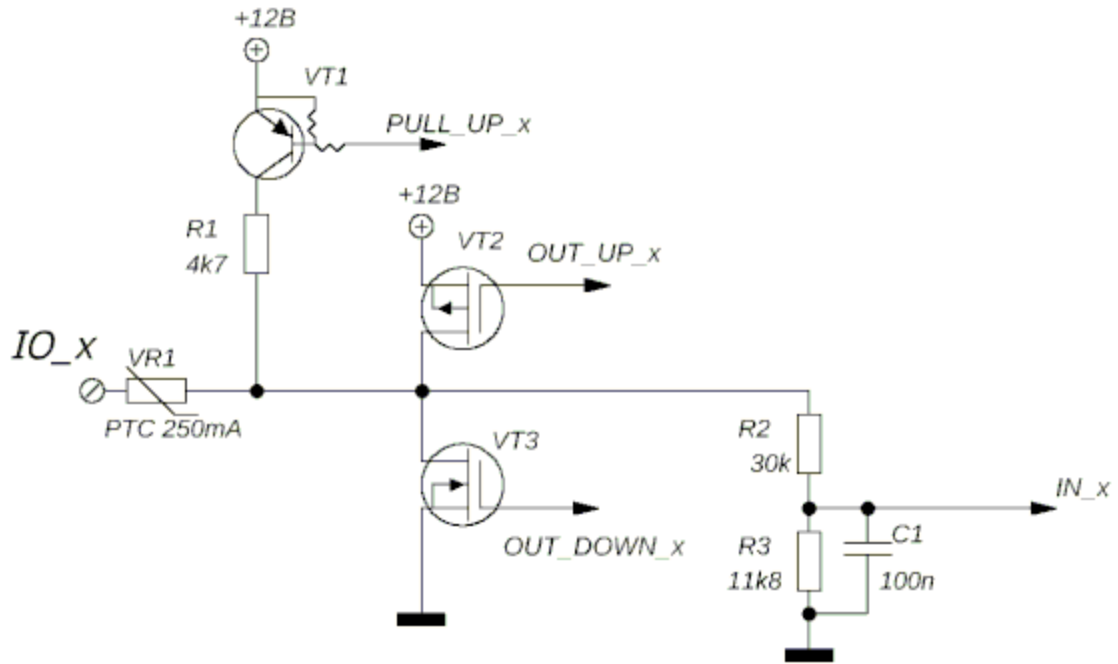 +12В
VT1
PULL_UP_x
+12В
R1
4k7
VT2
OUT_UP_x
IO_x
VR1
PTC 250mA
VT3
R2
30k
IN_x
OUT_DOWN_x
R3
11k8
C1
100n